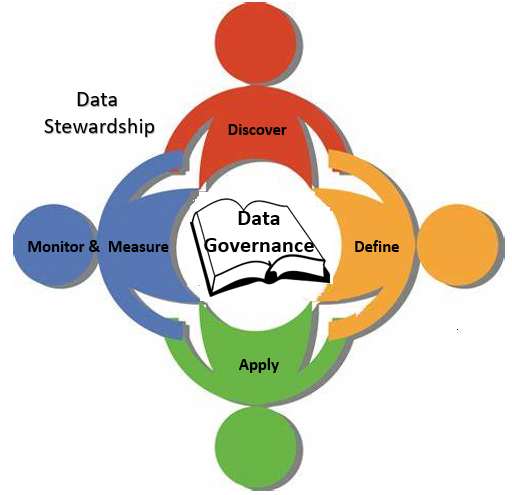 Data
Stewardship
Discover
Data
Governance
Monitor & Measure
Define
Apply